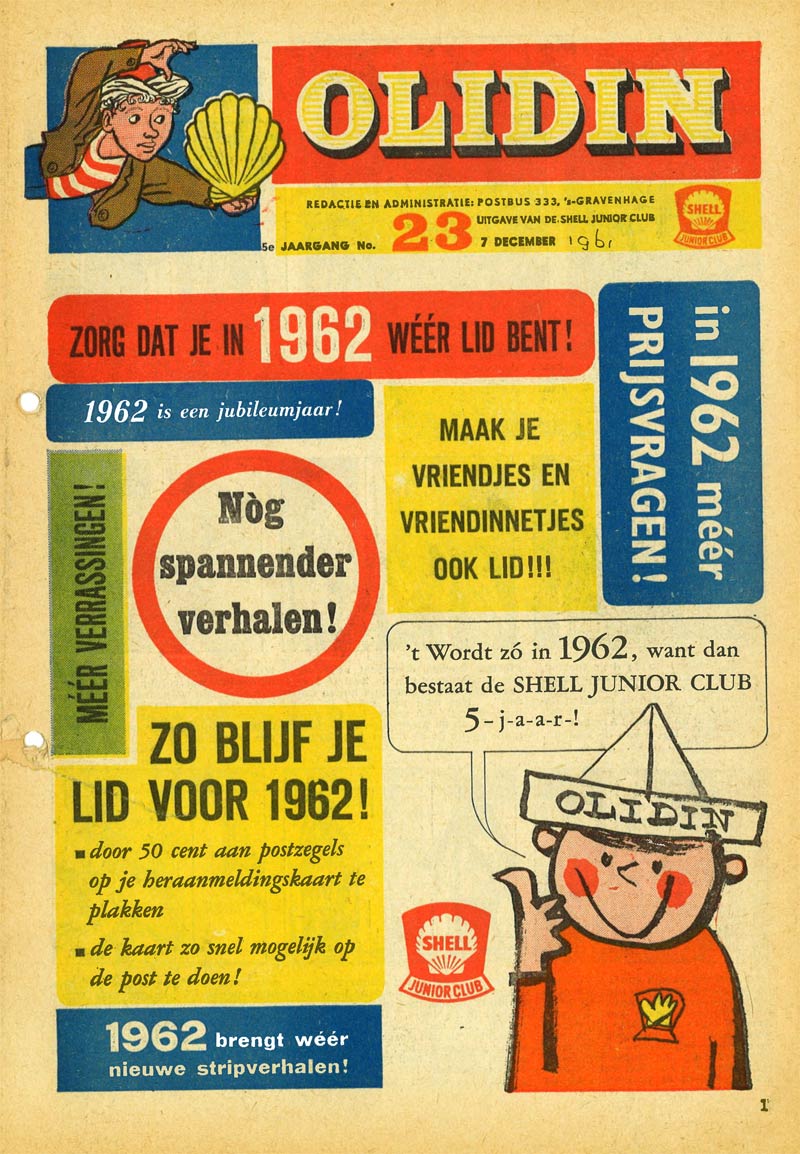 OLIDIN
REDACTIE EN ADMINISTRATIE: POSTBUS 333, 's-GRAVENHAGE
UITGAVE VAN DE SHELL JUNIOR CLUB
5e JAARGANG No. 23 7 DECEMBER 1961
SHELL
JUNIOR CLUB
ZORG DAT JE IN 1962 WÉÉR LID BENT!
in 1962 méér
PRIJSVRAGEN!
1962 is een jubileumjaar!
MAAK JE
VRIENDJES EN
VRIENDINNETJES
OOK LID!!!
MÉÉR VERRASSINGEN!
Nòg
spannender
verhalen!
't Wordt zó in 1962, want dan
bestaat de SHELL JUNIOR CLUB
5-j-a-a-r-!
ZO BLIJF JE
LID VOOR 1962!
door 50 cent aan postzegels
op je heraanmeldingskaart te
plakken
de kaart zo snel mogelijk op
de post te doen!
OLIDIN
SHELL
JUNIOR CLUB
1962 brengt wéér
nieuwe stripverhalen!
1